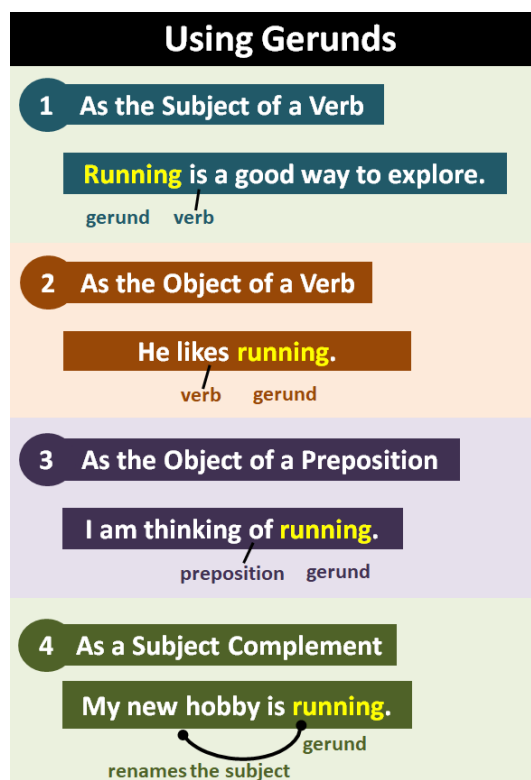 Using Gerunds
1 As the Subject of a Verb
Running is a good way to explore.
gerund verb
2 As the Object of a Verb
He likes running.
verb gerund
3 As the Object of a Preposition
I am thinking of running.
preposition gerund
4 As a Subject Complement
My new hobby is running.
gerund
renames the subject